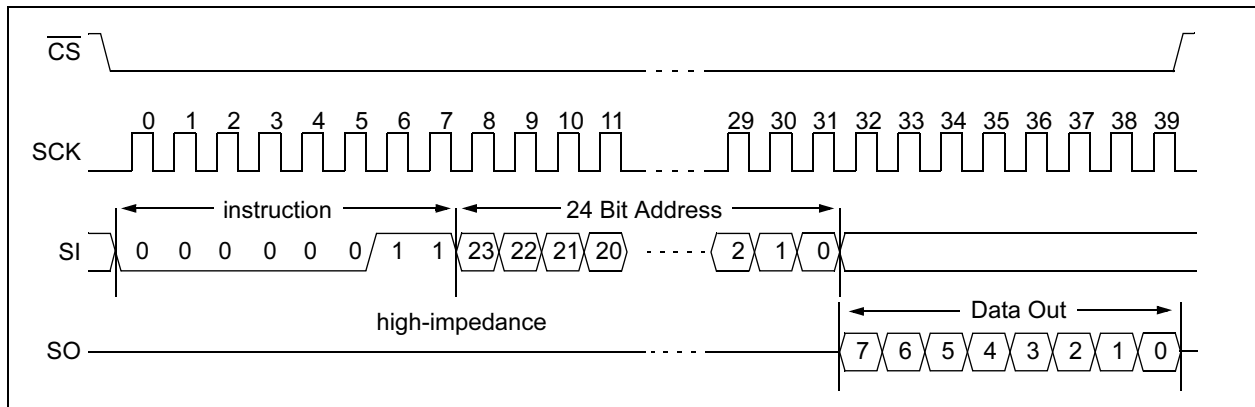 CS
0 1 2 3 4 5 6 7 8 9 10 11 29 30 31 32 33 34 35 36 37 38 39
SCK
instruction 24 Bit Address
SI 0 0 0 0 0 0 1 1 23 22 21 20 2 1 0
high-impedance Data Out
SO 7 6 5 4 3 2 1 0